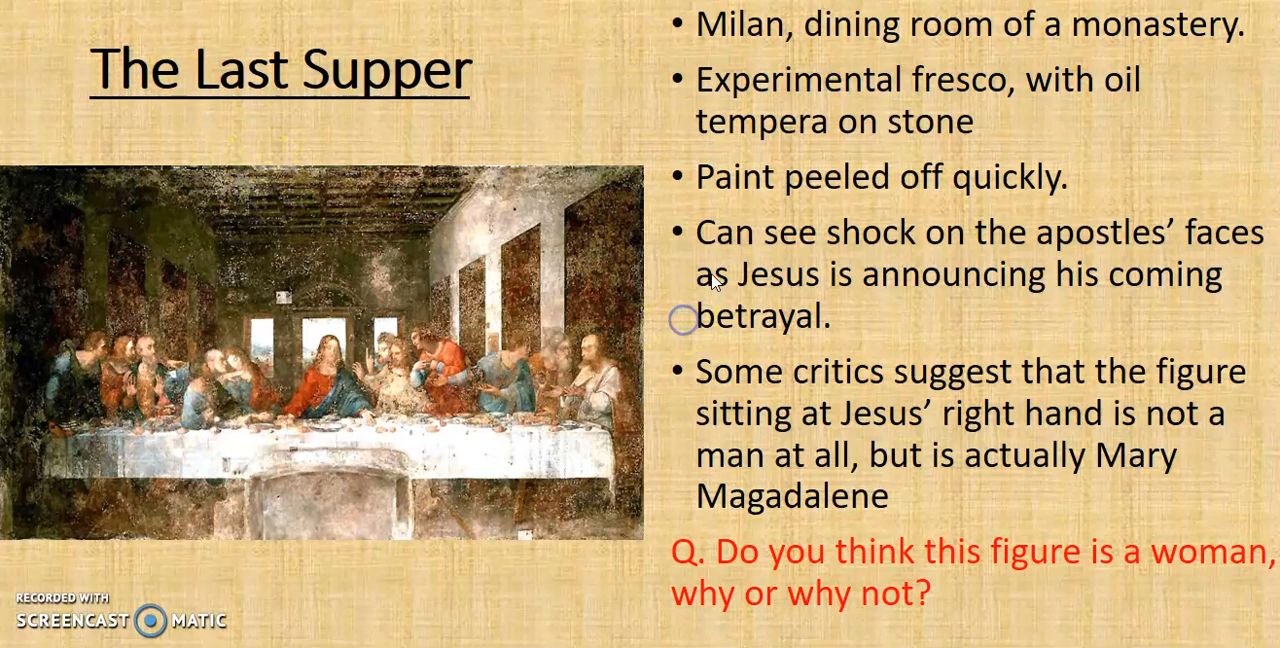 The Last Supper
• Milan, dining room of a monastery.
• Experimental fresco, with oil
tempera on stone
• Paint peeled off quickly.
• Can see shock on the apostles’ faces
as Jesus is announcing his coming
betrayal.
• Some critics suggest that the figure
sitting at Jesus’ right hand is not a
man at all, but is actually Mary
Magadalene
Q. Do you think this figure is a woman,
why or why not?
RECORDED WITH
SCREENCAST MATIC